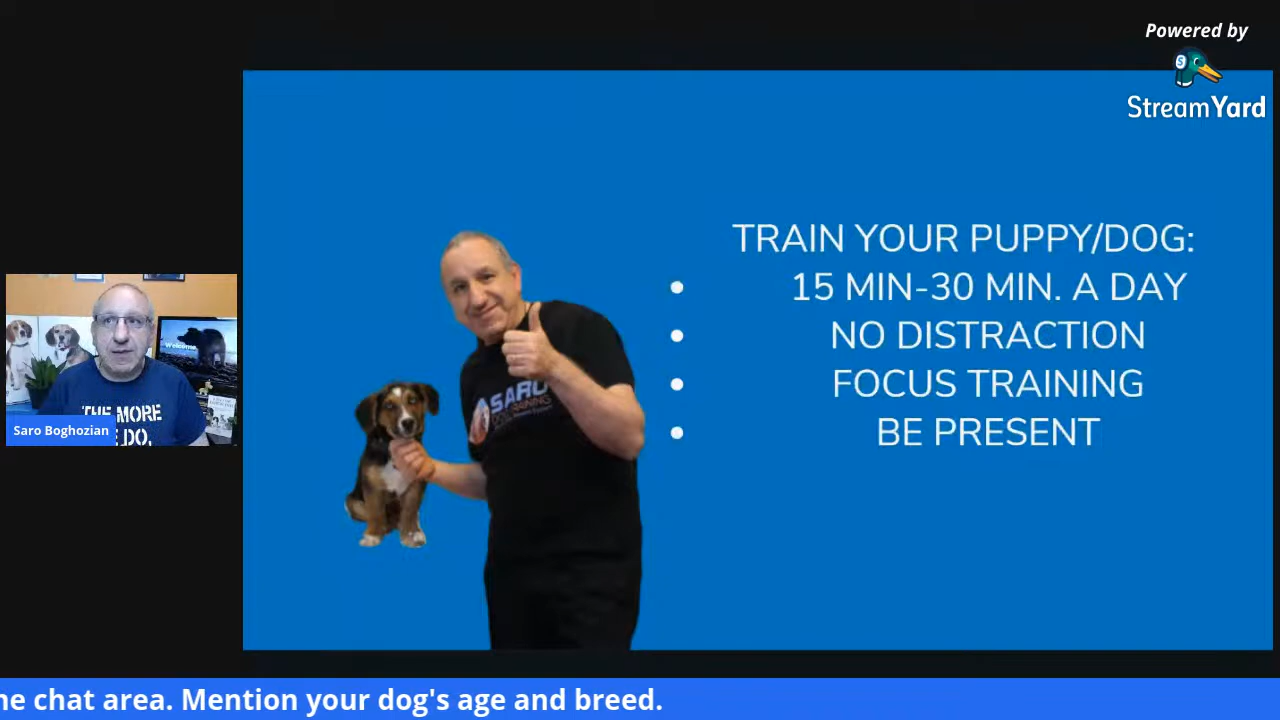 Powered by
StreamYard
TRAIN YOUR PUPPY/DOG:
15 MIN-30 MIN. A DAY
NO DISTRACTION
FOCUS TRAINING
BE PRESENT
SARO
Welcome
THE MORE
DO,
Saro Boghozian
chat area. Mention your dog's age and breed.